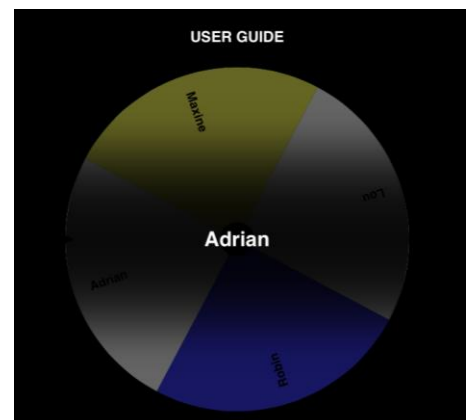 USER GUIDE
Maxine
Lou
Adrian
Adrian
Robin